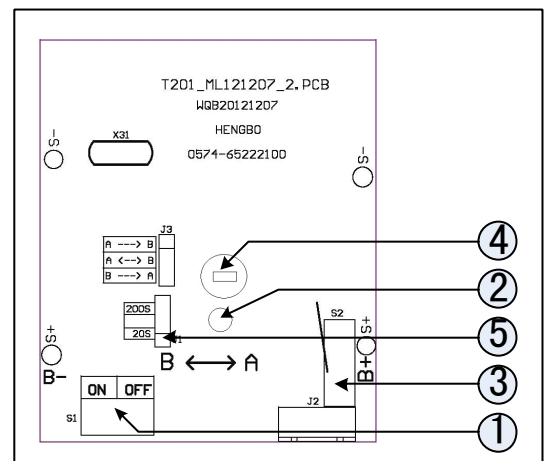 T201_ML121207_2.PCB
WQB20121207
HENGBO
0574-65222100
X31
S-
S-
J3
A ---> B
A <--> B
B ---> A
4
2
200S
20S
J1
S2
S+
S+
5
B ⟷ A
B-
B+
3
ON OFF
S1
J2
1